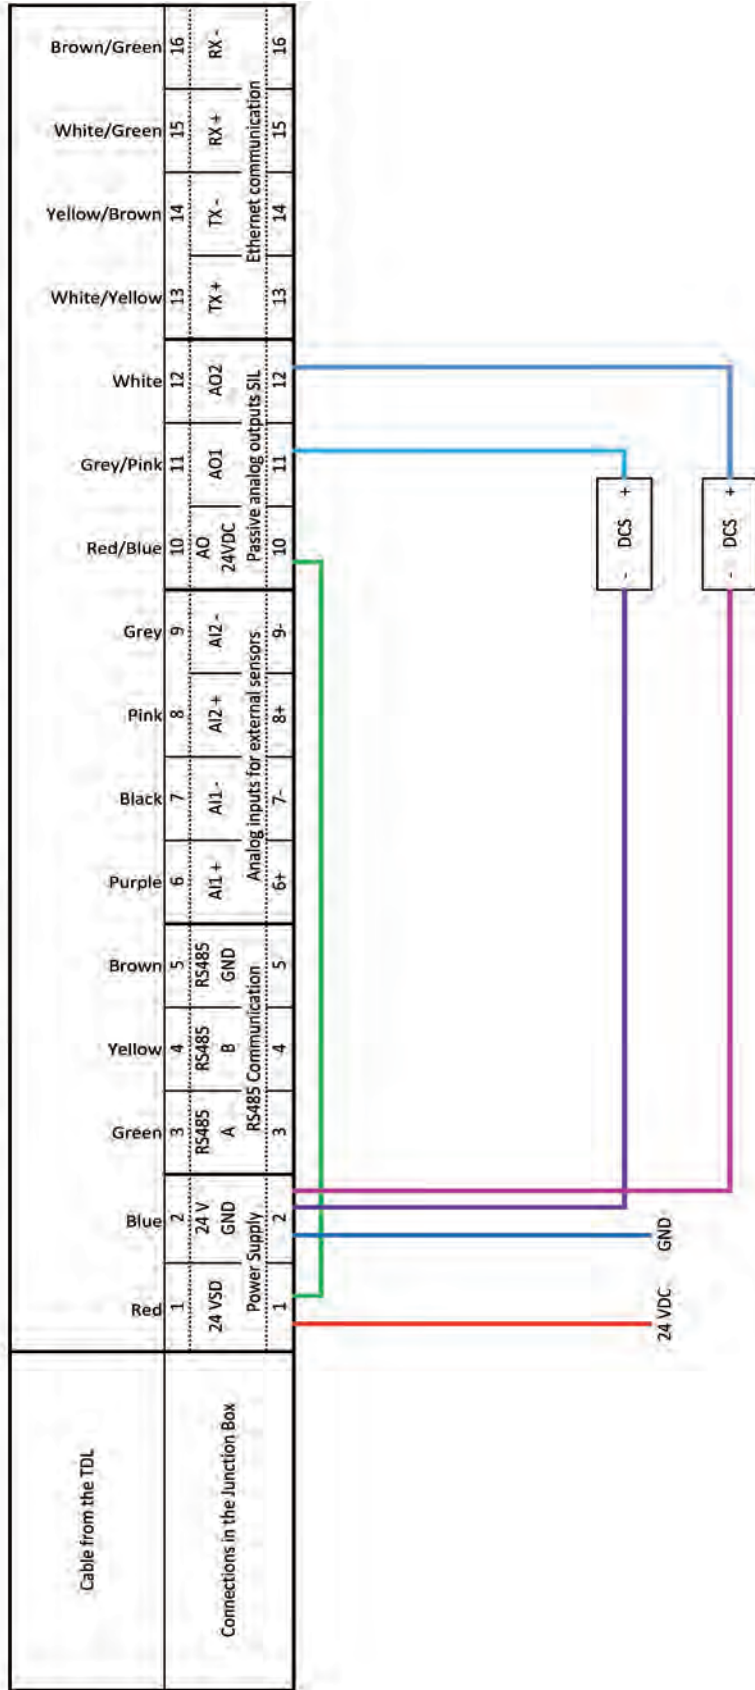 Cable from the TDL
Red
Blue
Green
Yellow
Brown
Purple
Black
Pink
Grey
Red/Blue
Grey/Pink
White
White/Yellow
Yellow/Brown
White/Green
Brown/Green
Connections in the Junction Box
1 2 3 4 5 6 7 8 9 10 11 12 13 14 15 16
24 VSD
24 V
GND
RS485
A
RS485
B
RS485
GND
AI1 +
AI1 -
AI2 +
AI2 -
AO
24VDC
AO1
AO2
TX +
TX -
RX +
RX -
Power Supply
RS485 Communication
Analog inputs for external sensors
Passive analog outputs SIL
Ethernet communication
1 2 3 4 5 6+ 7- 8+ 9- 10 11 12 13 14 15 16
- DCS +
- DCS +
24 VDC
GND